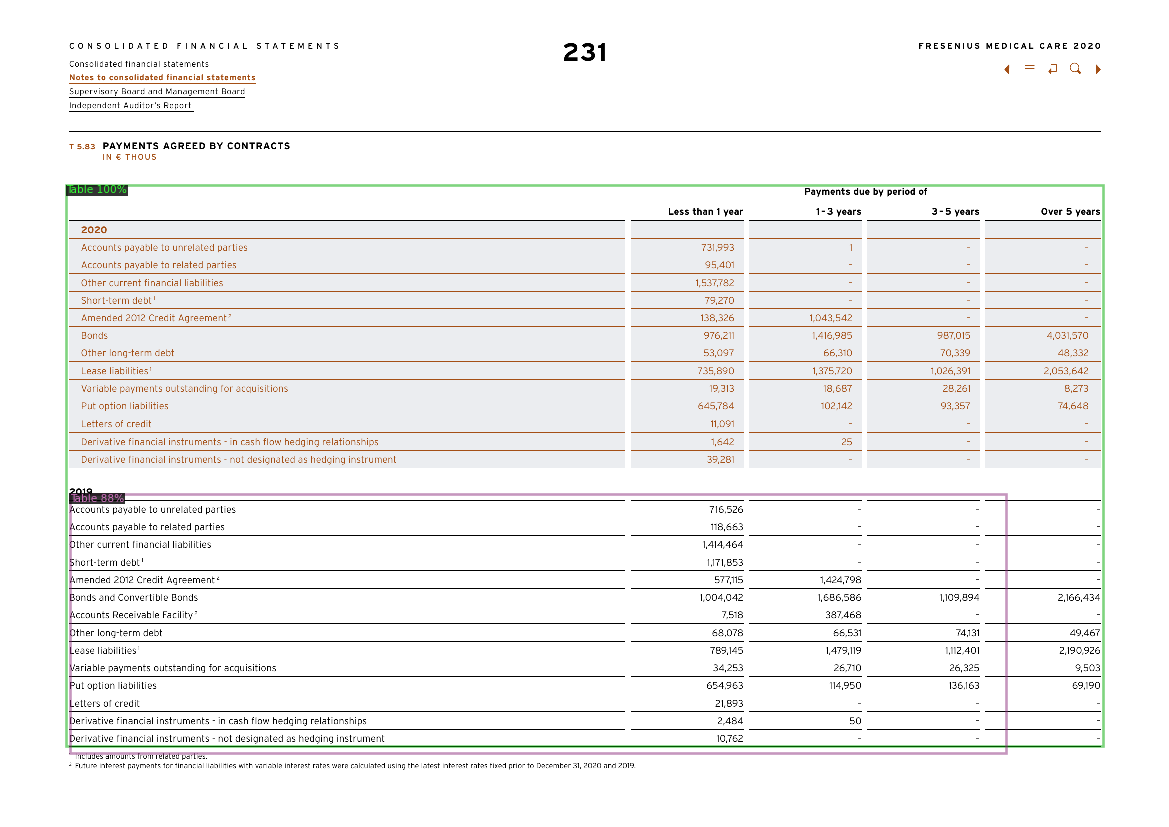 CONSOLIDATED FINANCIAL STATEMENTS
231
FRESENIUS MEDICAL CARE 2020
Consolidated financial statements
Notes to consolidated financial statements
Supervisory Board and Management Board
Independent Auditor's Report
T 5.83 PAYMENTS AGREED BY CONTRACTS
IN € THOUS
Table 100%
Payments due by period of
Less than 1 year 1 - 3 years 3 - 5 years Over 5 years
2020
Accounts payable to unrelated parties 731,993 1 – –
Accounts payable to related parties 95,401 – – –
Other current financial liabilities 1,537,782 – – –
Short-term debt ¹ 79,270 – – –
Amended 2012 Credit Agreement ² 138,326 1,043,542 – –
Bonds 976,211 1,416,985 987,015 4,031,570
Other long-term debt 53,097 66,310 70,339 48,332
Lease liabilities ¹ 735,890 1,375,720 1,026,391 2,053,642
Variable payments outstanding for acquisitions 19,313 18,687 28,261 8,273
Put option liabilities 645,784 102,142 93,357 74,648
Letters of credit 11,091 – – –
Derivative financial instruments - in cash flow hedging relationships 1,642 25 – –
Derivative financial instruments - not designated as hedging instrument 39,281 – – –
2019
Table 88%
Accounts payable to unrelated parties 716,526 – – –
Accounts payable to related parties 118,663 – – –
Other current financial liabilities 1,414,464 – – –
Short-term debt ¹ 1,171,853 – – –
Amended 2012 Credit Agreement ² 577,115 1,424,798 – –
Bonds and Convertible Bonds 1,004,042 1,686,586 1,109,894 2,166,434
Accounts Receivable Facility ² 7,518 387,468 – –
Other long-term debt 68,078 66,531 74,131 49,467
Lease liabilities ¹ 789,145 1,479,119 1,112,401 2,190,926
Variable payments outstanding for acquisitions 34,253 26,710 26,325 9,503
Put option liabilities 654,963 114,950 136,163 69,190
Letters of credit 21,893 – – –
Derivative financial instruments - in cash flow hedging relationships 2,484 50 – –
Derivative financial instruments - not designated as hedging instrument 10,762 – – –
Includes amounts from related parties.
² Future interest payments for financial liabilities with variable interest rates were calculated using the latest interest rates fixed prior to December 31, 2020 and 2019.